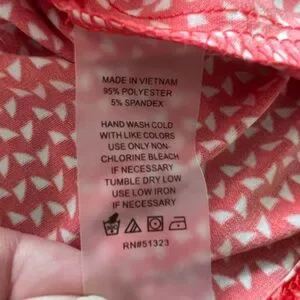 MADE IN VIETNAM
95% POLYESTER
5% SPANDEX
HAND WASH COLD
WITH LIKE COLORS
USE ONLY NON-
CHLORINE BLEACH
IF NECESSARY
TUMBLE DRY LOW
USE LOW IRON
IF NECESSARY
RN#51323